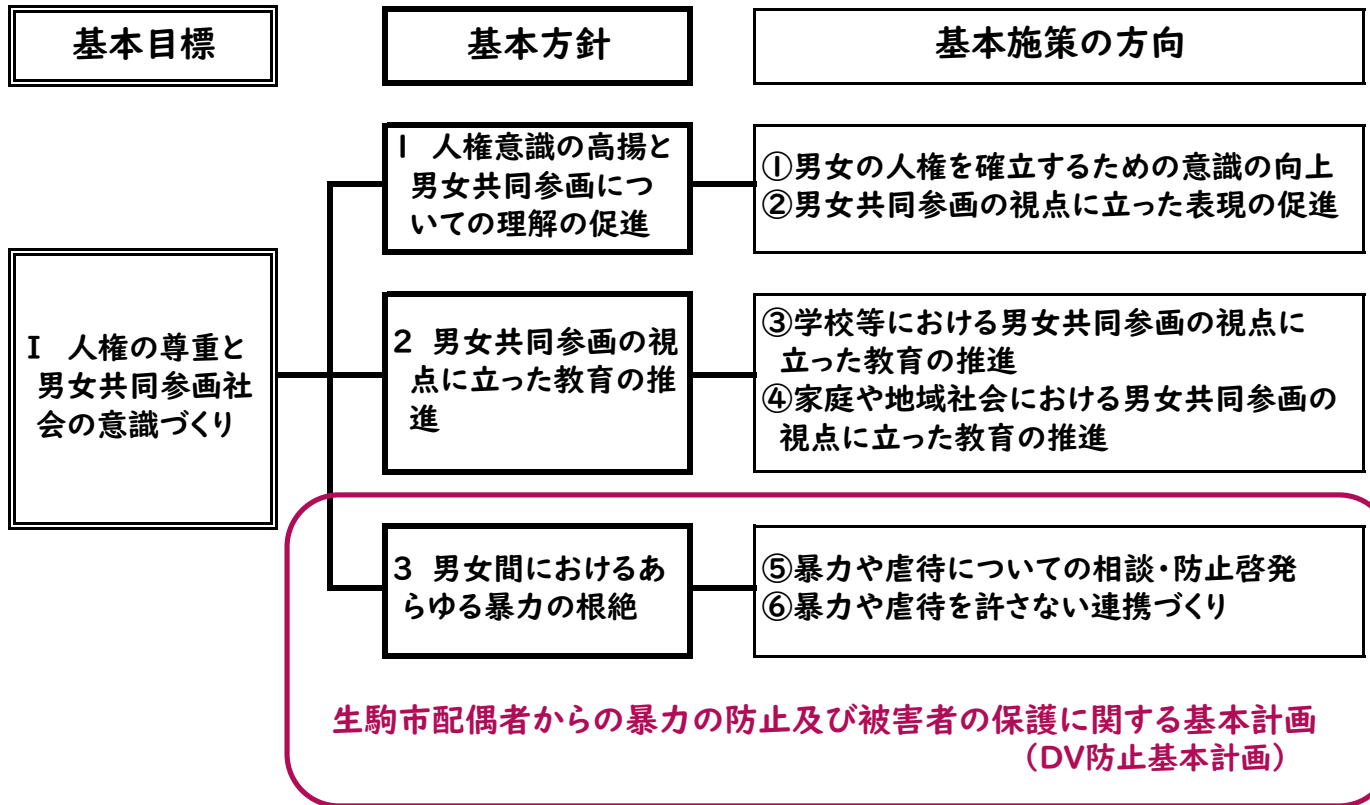 基本目標
基本方針
基本施策の方向
1 人権意識の高揚と
男女共同参画につ
いての理解の促進
①男女の人権を確立するための意識の向上
②男女共同参画の視点に立った表現の促進
Ⅰ 人権の尊重と
男女共同参画社
会の意識づくり
2 男女共同参画の視
点に立った教育の推
進
③学校等における男女共同参画の視点に
立った教育の推進
④家庭や地域社会における男女共同参画の
視点に立った教育の推進
3 男女間におけるあ
らゆる暴力の根絶
⑤暴力や虐待についての相談・防止啓発
⑥暴力や虐待を許さない連携づくり
生駒市配偶者からの暴力の防止及び被害者の保護に関する基本計画
（DV防止基本計画）